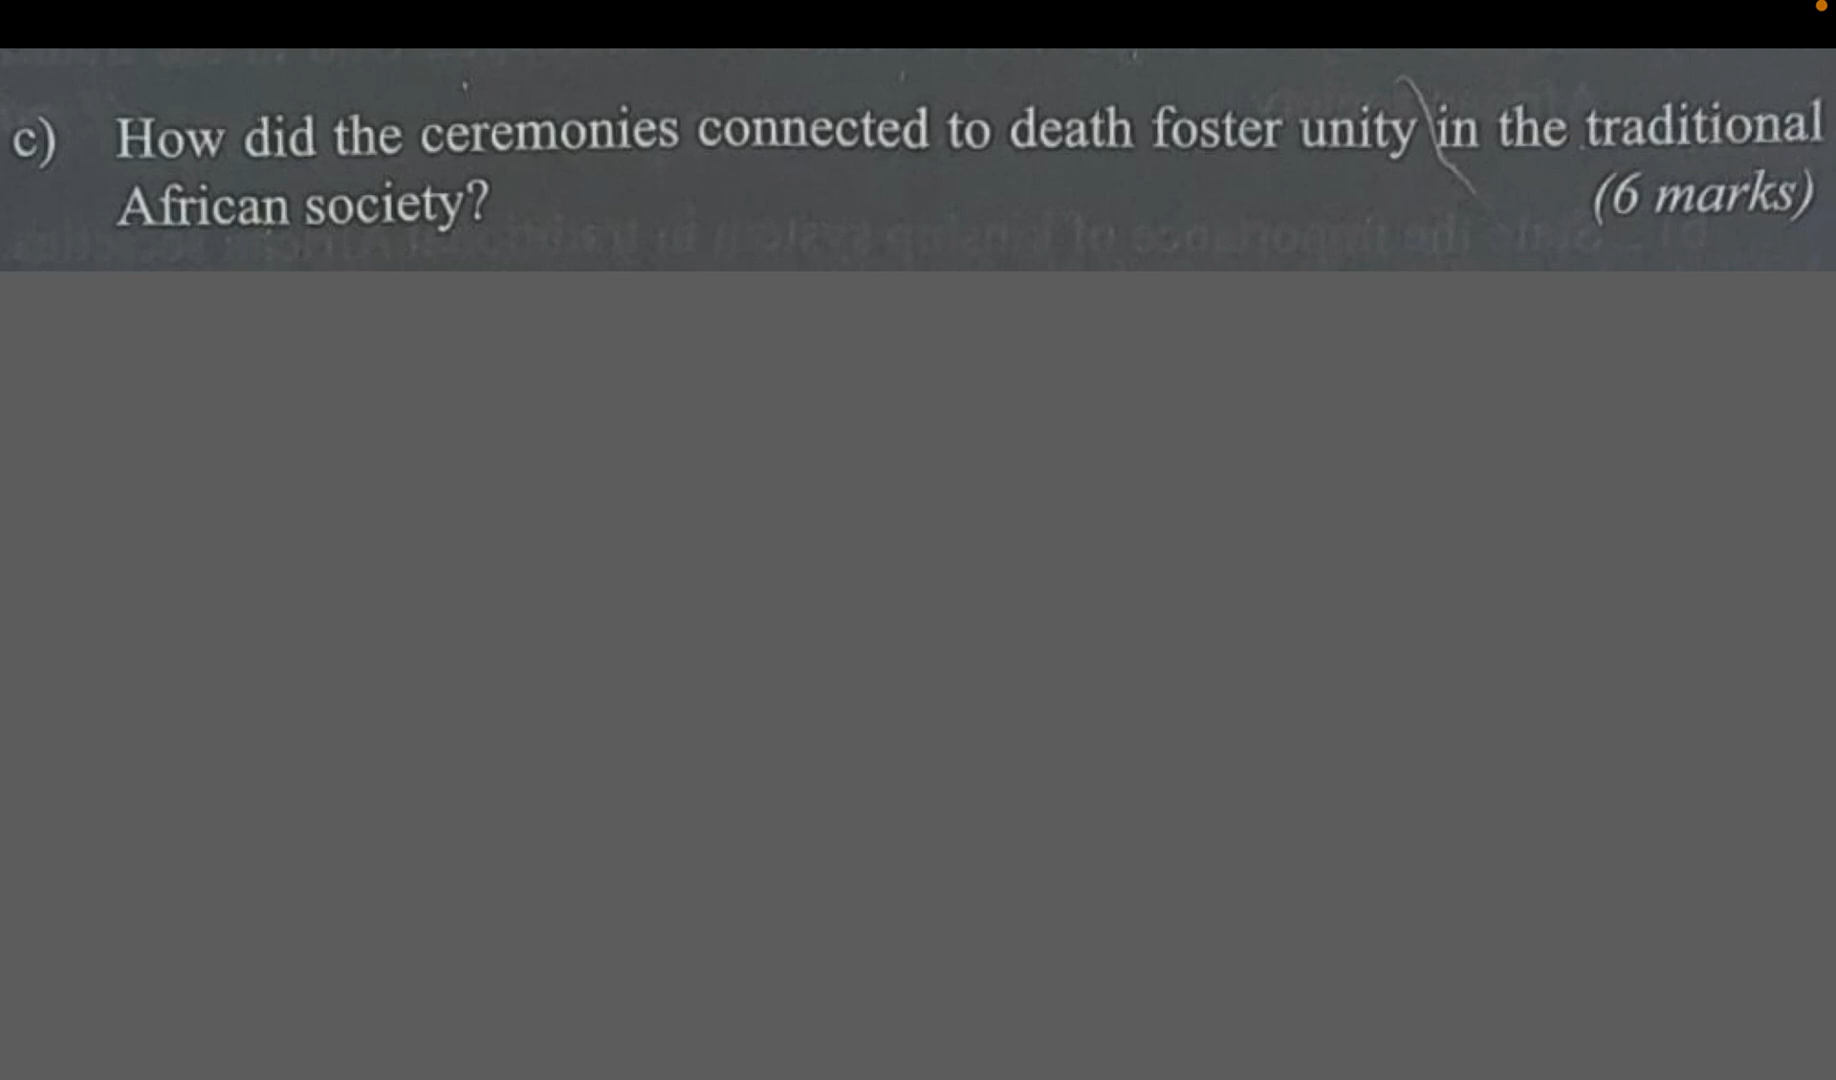 c) How did the ceremonies connected to death foster unity in the traditional
African society? (6 marks)